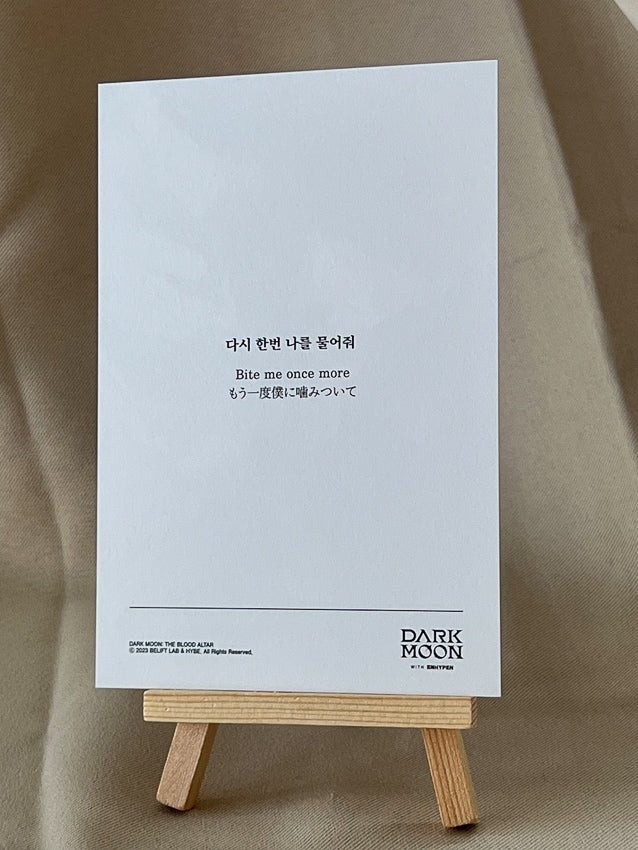 다시 한번 나를 물어줘
Bite me once more
もう一度僕に噛みついて
DARK MOON: THE BLOOD ALTAR
ⓒ 2023 BELIFT LAB & HYBE. All Rights Reserved.
DARK
MOON
WITH ENHYPEN